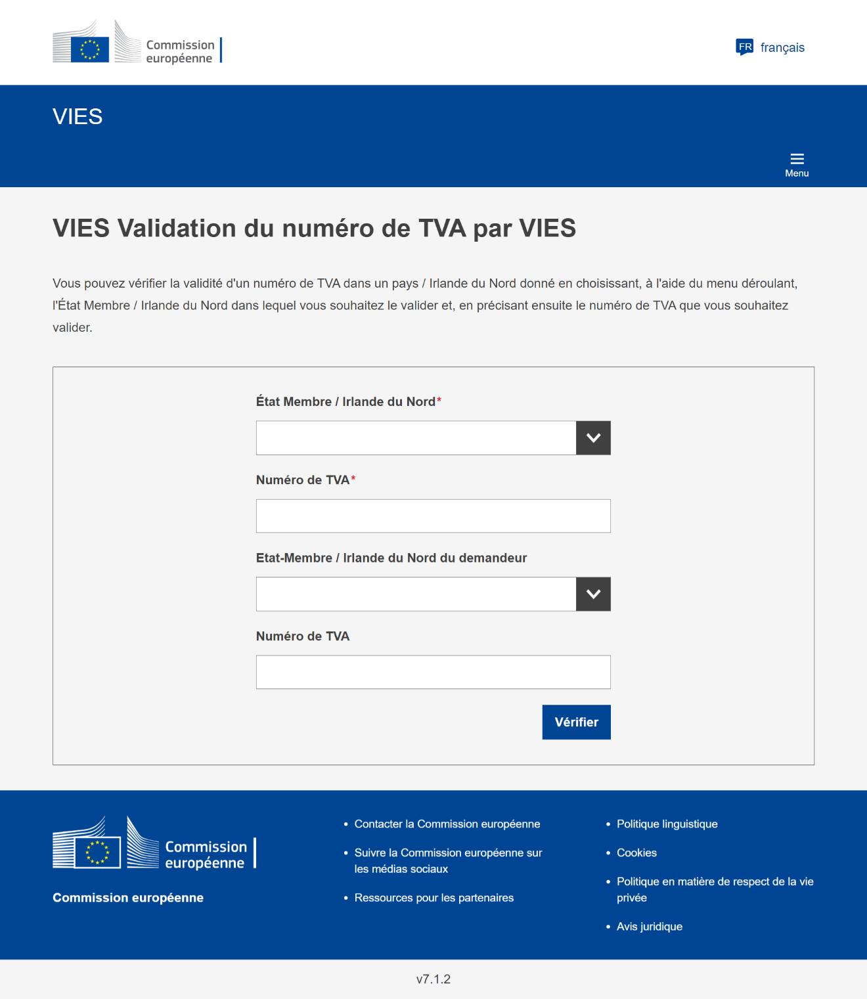 Commission
européenne
FR français
VIES
Menu
VIES Validation du numéro de TVA par VIES
Vous pouvez vérifier la validité d'un numéro de TVA dans un pays / Irlande du Nord donné en choisissant, à l'aide du menu déroulant,
l'État Membre / Irlande du Nord dans lequel vous souhaitez le valider et, en précisant ensuite le numéro de TVA que vous souhaitez
valider.
État Membre / Irlande du Nord*
Numéro de TVA*
Etat-Membre / Irlande du Nord du demandeur
Numéro de TVA
Vérifier
Commission
européenne
Commission européenne
• Contacter la Commission européenne
• Suivre la Commission européenne sur
les médias sociaux
• Ressources pour les partenaires
• Politique linguistique
• Cookies
• Politique en matière de respect de la vie
privée
• Avis juridique
v7.1.2